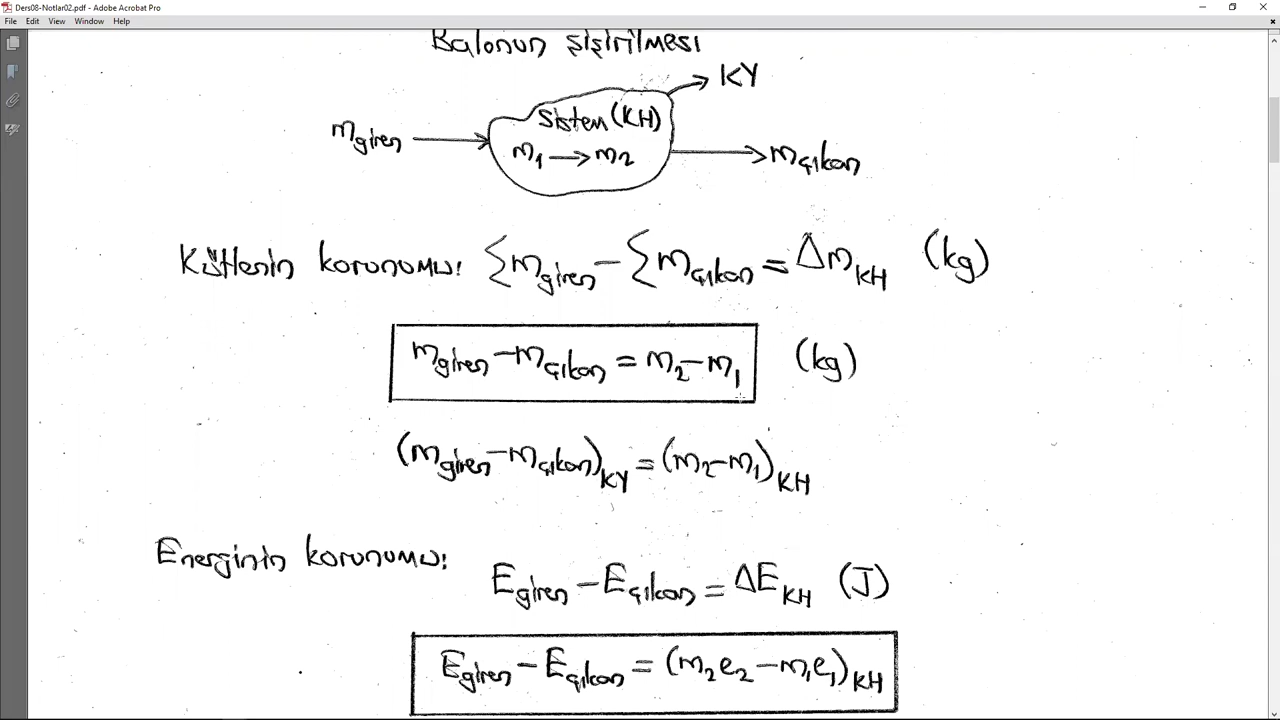 Ders08-Notlar02.pdf - Adobe Acrobat Pro
File Edit View Window Help
Balonun Şişirilmesi
KY
Sistem (KH)
m_giren
m_1 → m_2
m_çıkan
Kütlenin korunumu: Σm_giren - Σm_çıkan = Δm_KH (kg)
m_giren - m_çıkan = m_2 - m_1 (kg)
(m_giren - m_çıkan)_KY = (m_2 - m_1)_KH
Energinin korunumu:
E_giren - E_çıkan = ΔE_KH (J)
E_giren - E_çıkan = (m_2e_2 - m_1e_1)_KH